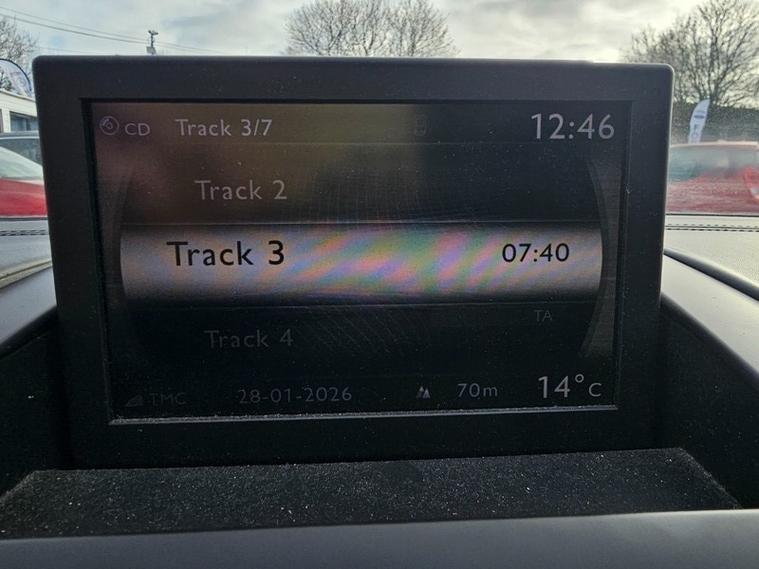 CD Track 3/7 12:46
Track 2
Track 3 07:40
TA
Track 4
TMC 28-01-2026 70m 14°C